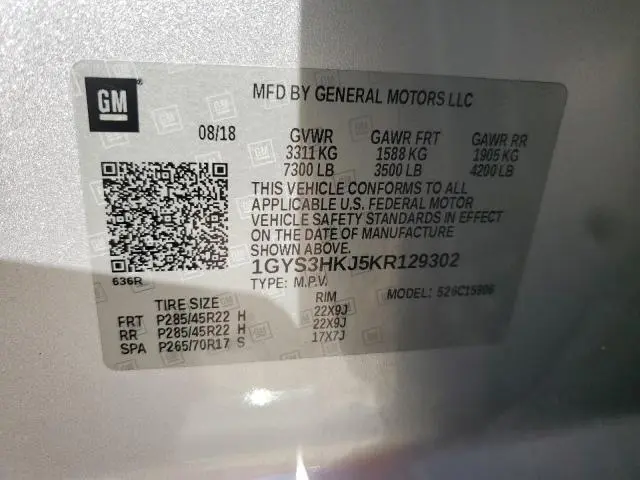 GM
MFD BY GENERAL MOTORS LLC
08/18 GVWR GAWR FRT GAWR RR
3311 KG 1588 KG 1905 KG
7300 LB 3500 LB 4200 LB
THIS VEHICLE CONFORMS TO ALL
APPLICABLE U.S. FEDERAL MOTOR
VEHICLE SAFETY STANDARDS IN EFFECT
ON THE DATE OF MANUFACTURE
SHOWN ABOVE.
1GYS3HKJ5KR129302
636R
TYPE: M.P.V.
MODEL: 526C15906
TIRE SIZE RIM
FRT P285/45R22 H 22X9J
RR P285/45R22 H 22X9J
SPA P265/70R17 S 17X7J